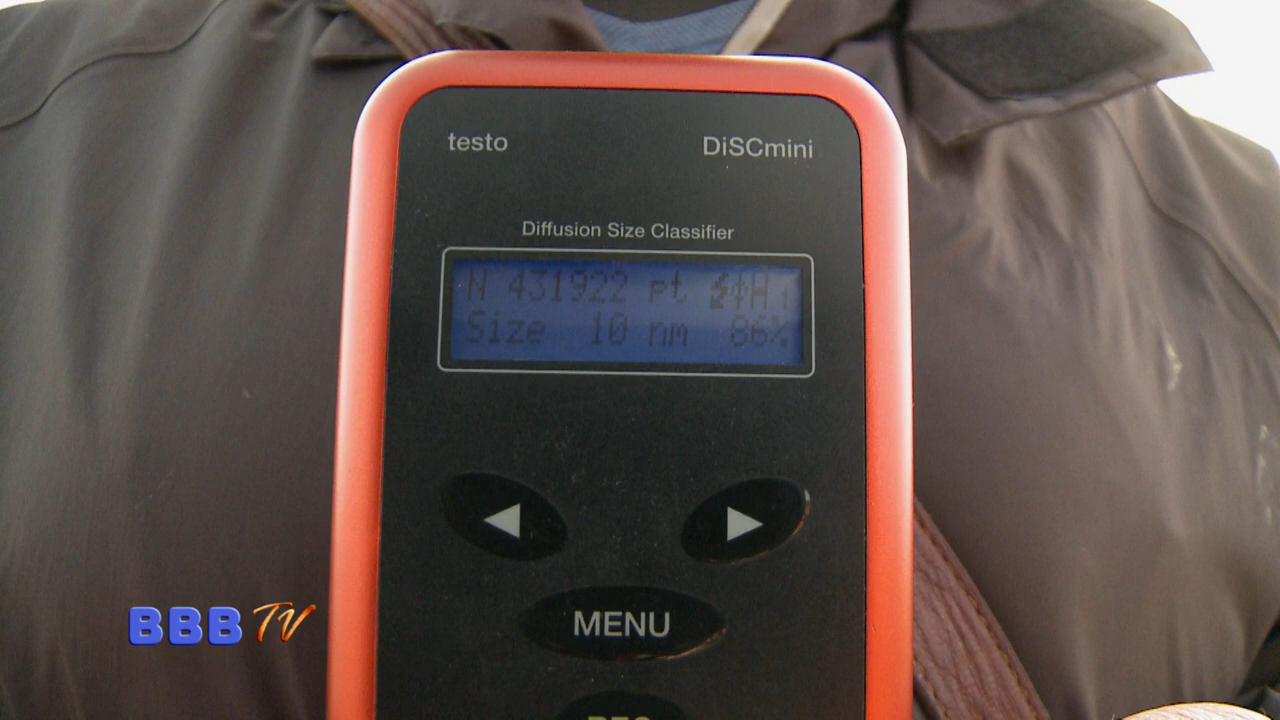 testo DiSCmini
Diffusion Size Classifier
N 431922 pt
Size 10 nm 86%
MENU
BBB TV